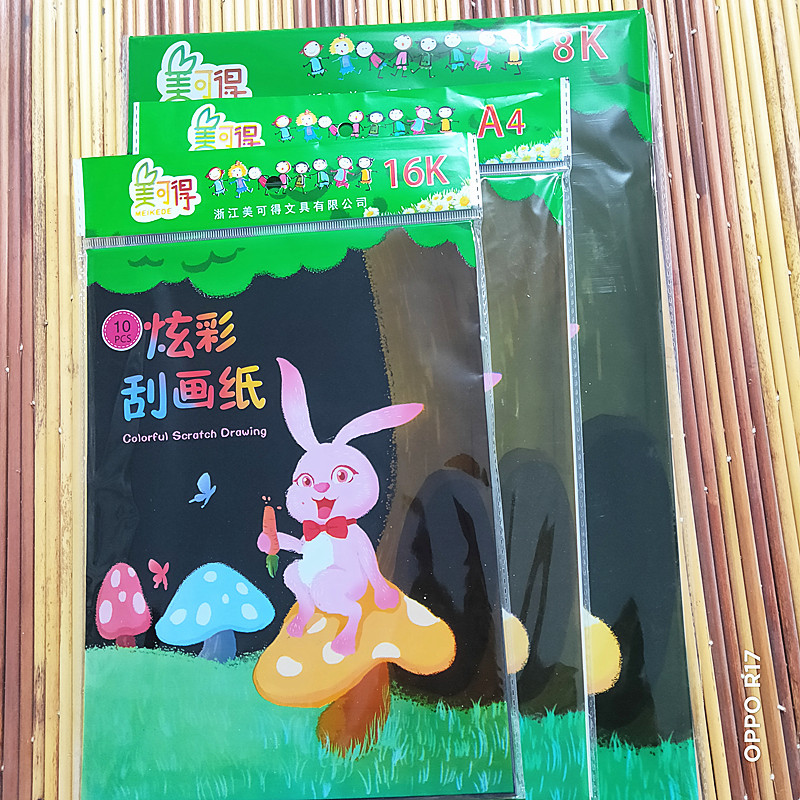 美可得
8K
美可得
A4
美可得
MEIKEDE
16K
浙江美可得文具有限公司
10
PCS
炫彩
刮画纸
Colorful Scratch Drawing
OPPO R17